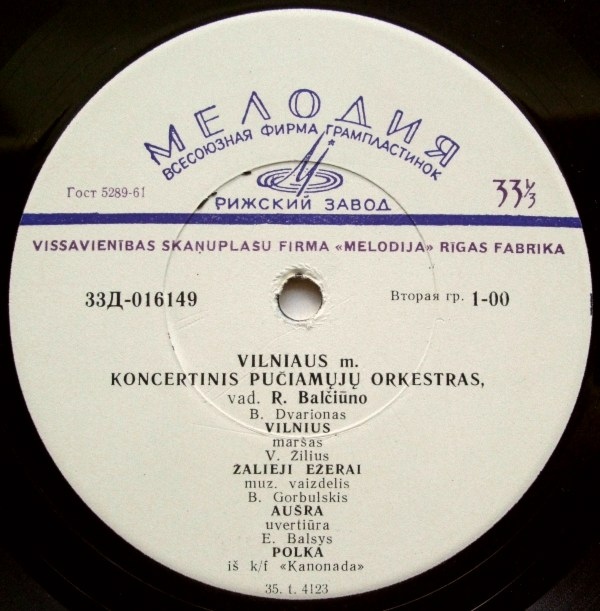 МЕЛОДИЯ
ВСЕСОЮЗНАЯ ФИРМА ГРАМПЛАСТИНОК
Гост 5289-61
РИЖСКИЙ ЗАВОД
33⅓
VISSAVIENĪBAS SKAŅUPLAŠU FIRMA «MELODIJA» RĪGAS FABRIKA
33Д-016149
Вторая гр. 1-00
VILNIAUS m.
KONCERTINIS PUČIAMŲJŲ ORKESTRAS,
vad. R. Balčiūno
B. Dvarionas
VILNIUS
maršas
V. Žilius
ŽALIEJI EŽERAI
muz. vaizdelis
B. Gorbulskis
AUŠRA
uvertiūra
E. Balsys
POLKA
iš k/f «Kanonada»
35. t. 4123